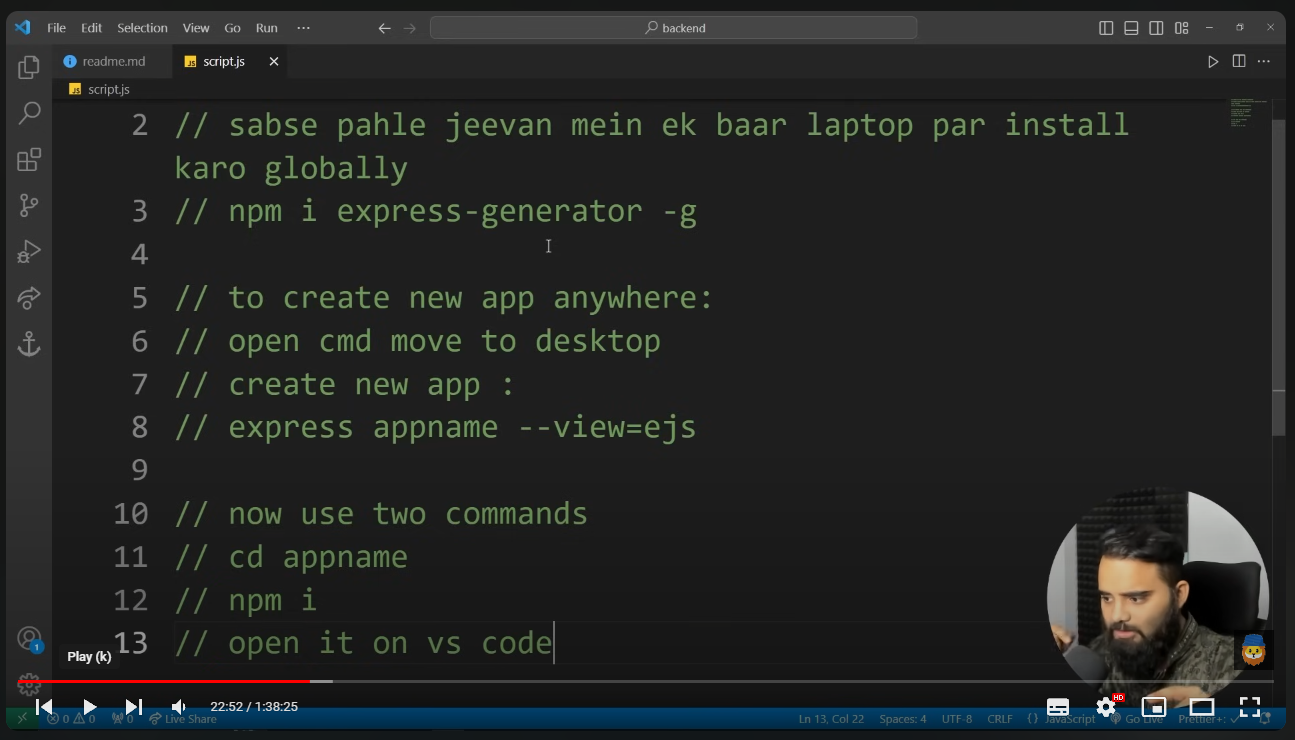 File Edit Selection View Go Run ··· backend
readme.md script.js
script.js
2 // sabse pahle jeevan mein ek baar laptop par install
karo globally
3 // npm i express-generator -g
4
5 // to create new app anywhere:
6 // open cmd move to desktop
7 // create new app :
8 // express appname --view=ejs
9
10 // now use two commands
11 // cd appname
12 // npm i
13 // open it on vs code
1
Play (k)
22:52 / 1:38:25
HD
0 0 0 Live Share Ln 13, Col 22 Spaces: 4 UTF-8 CRLF {} JavaScript Go Live Prettier+: